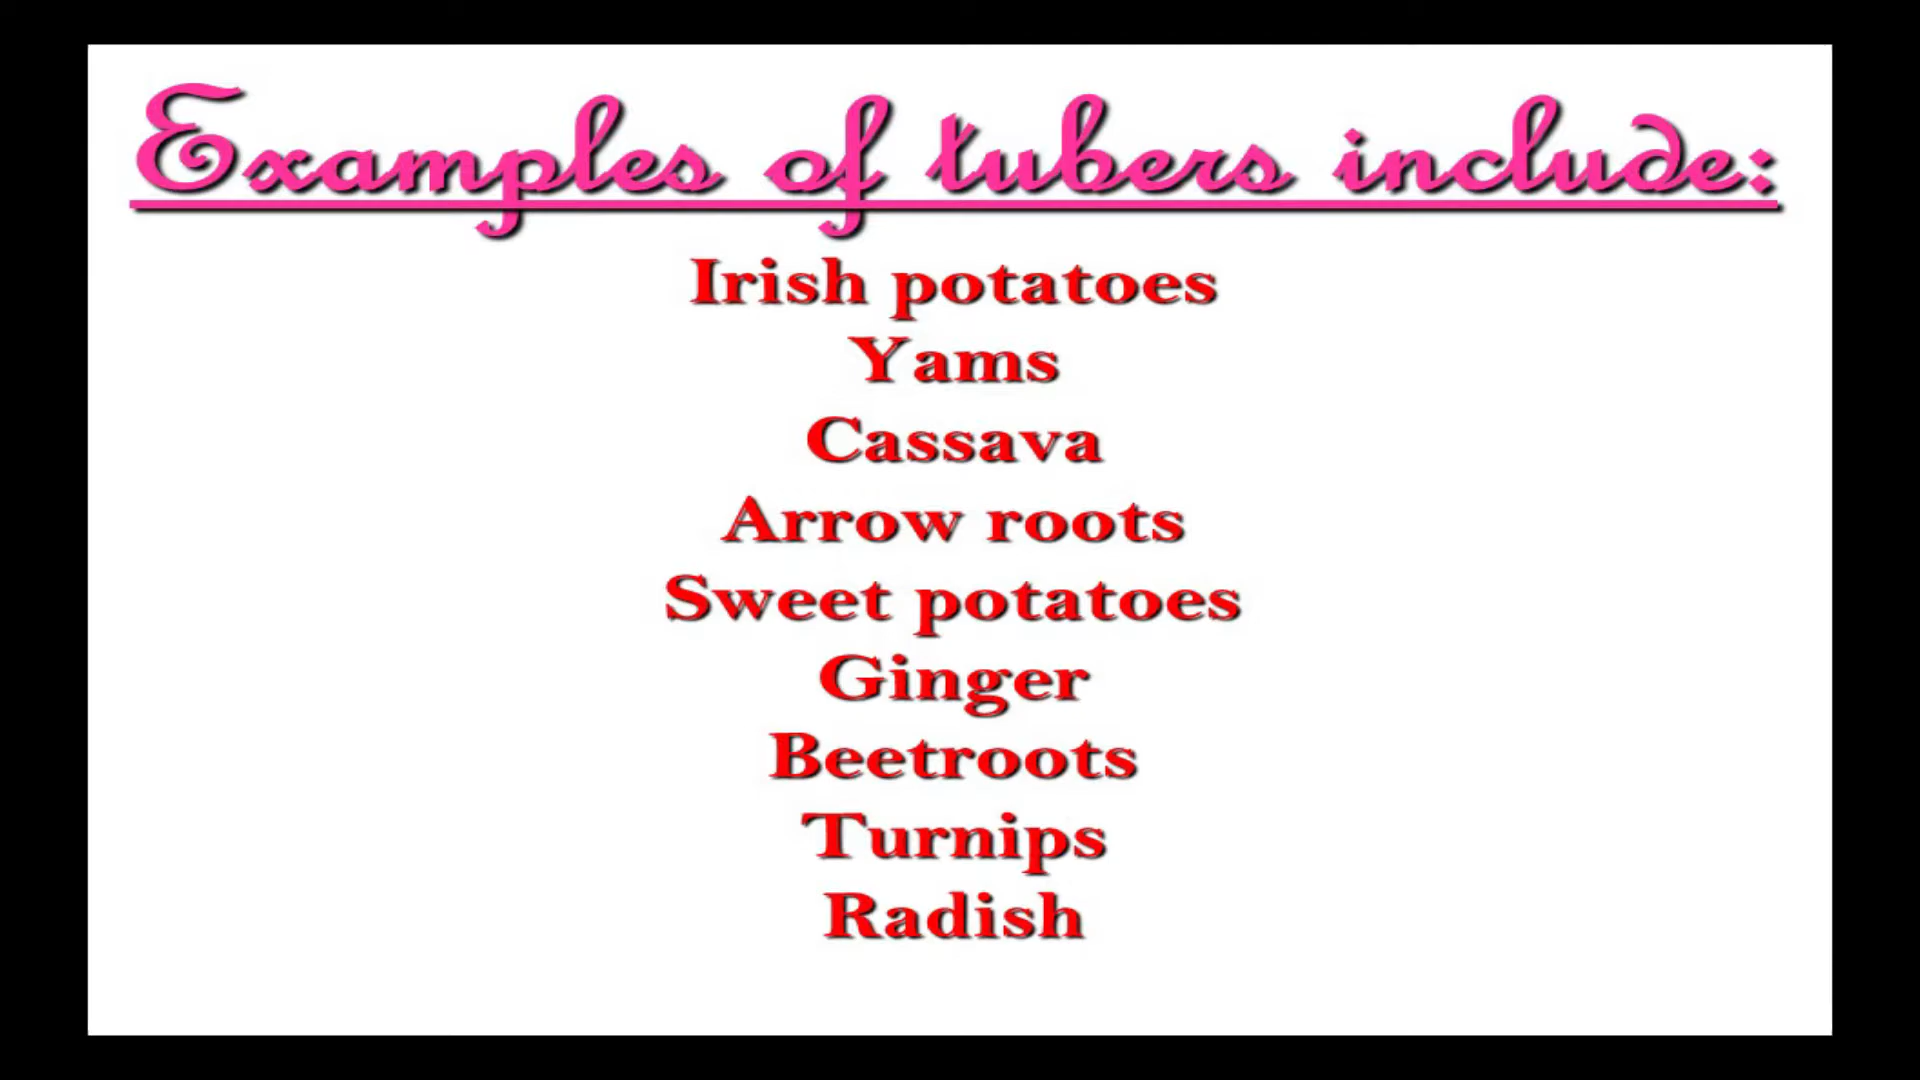 Examples of tubers include:
Irish potatoes
Yams
Cassava
Arrow roots
Sweet potatoes
Ginger
Beetroots
Turnips
Radish